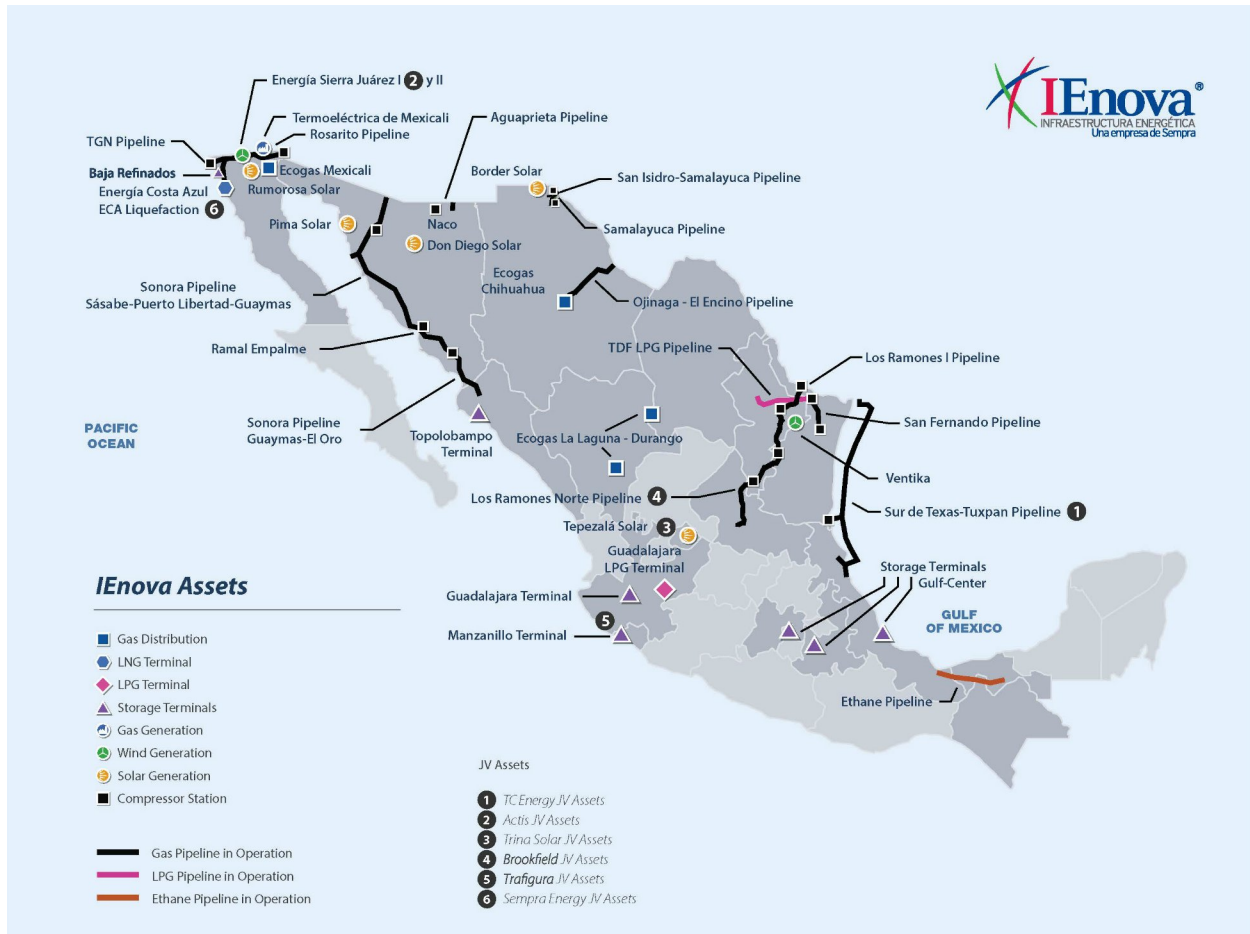 IEnova®
INFRAESTRUCTURA ENERGÉTICA
Una empresa de Sempra
Energía Sierra Juárez I 2 y II
Termoeléctrica de Mexicali
Rosarito Pipeline
Aguaprieta Pipeline
TGN Pipeline
Baja Refinados
Energía Costa Azul
ECA Liquefaction 6
Ecogas Mexicali
Rumorosa Solar
Border Solar
San Isidro-Samalayuca Pipeline
Samalayuca Pipeline
Pima Solar
Naco
Don Diego Solar
Ecogas
Chihuahua
Ojinaga - El Encino Pipeline
Sonora Pipeline
Sásabe-Puerto Libertad-Guaymas
Ramal Empalme
TDF LPG Pipeline
Los Ramones I Pipeline
PACIFIC
OCEAN
Sonora Pipeline
Guaymas-El Oro
Topolobampo
Terminal
Ecogas La Laguna - Durango
San Fernando Pipeline
Ventika
Los Ramones Norte Pipeline 4
Sur de Texas-Tuxpan Pipeline 1
Tepezalá Solar 3
Guadalajara
LPG Terminal
Storage Terminals
Gulf-Center
Guadalajara Terminal
5
Manzanillo Terminal
GULF
OF MEXICO
Ethane Pipeline
IEnova Assets
Gas Distribution
LNG Terminal
LPG Terminal
Storage Terminals
Gas Generation
Wind Generation
Solar Generation
Compressor Station
Gas Pipeline in Operation
LPG Pipeline in Operation
Ethane Pipeline in Operation
JV Assets
1 TC Energy JV Assets
2 Actis JV Assets
3 Trina Solar JV Assets
4 Brookfield JV Assets
5 Trafigura JV Assets
6 Sempra Energy JV Assets